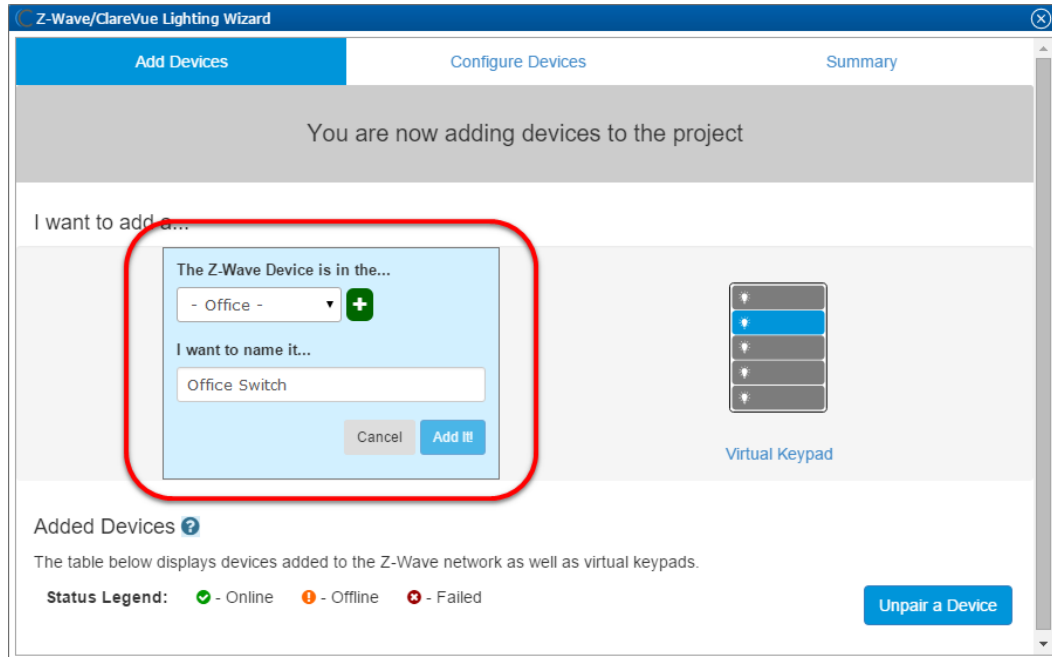 Z-Wave/ClareVue Lighting Wizard
Add Devices
Configure Devices
Summary
You are now adding devices to the project
I want to add a...
The Z-Wave Device is in the...
- Office -
I want to name it...
Office Switch
Cancel
Add It!
Virtual Keypad
Added Devices
The table below displays devices added to the Z-Wave network as well as virtual keypads.
Status Legend: - Online - Offline - Failed
Unpair a Device